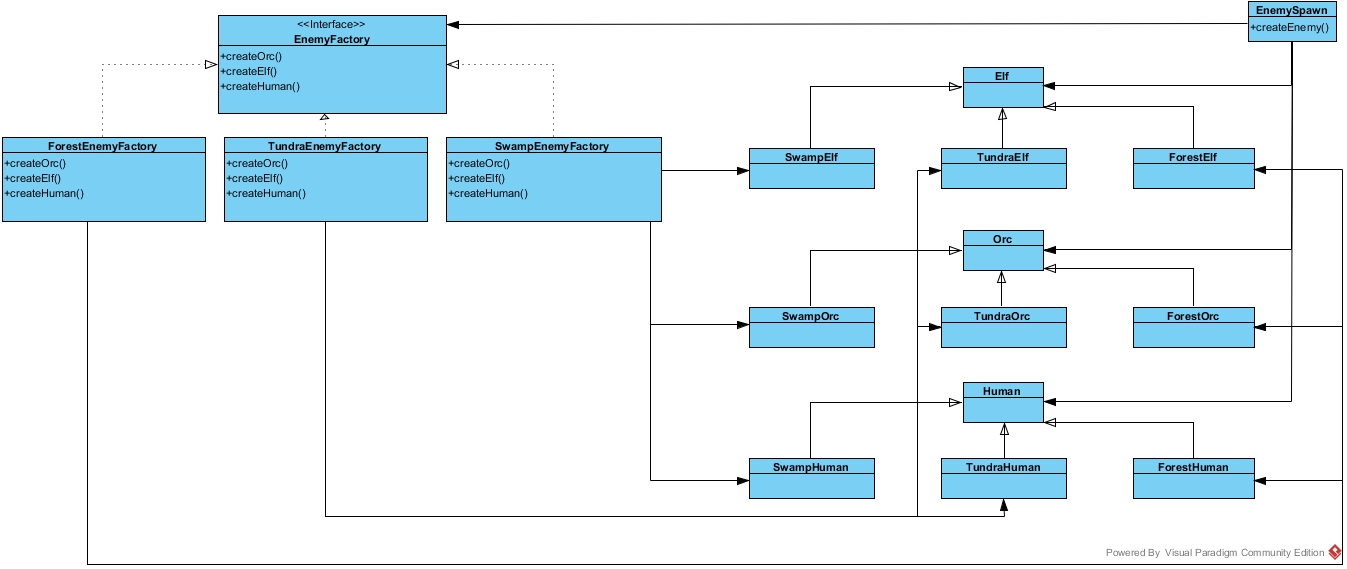 <<Interface>>
EnemyFactory
+createOrc()
+createElf()
+createHuman()
EnemySpawn
+createEnemy()
Elf
ForestEnemyFactory
+createOrc()
+createElf()
+createHuman()
TundraEnemyFactory
+createOrc()
+createElf()
+createHuman()
SwampEnemyFactory
+createOrc()
+createElf()
+createHuman()
SwampElf
TundraElf
ForestElf
Orc
SwampOrc
TundraOrc
ForestOrc
Human
SwampHuman
TundraHuman
ForestHuman
Powered By Visual Paradigm Community Edition